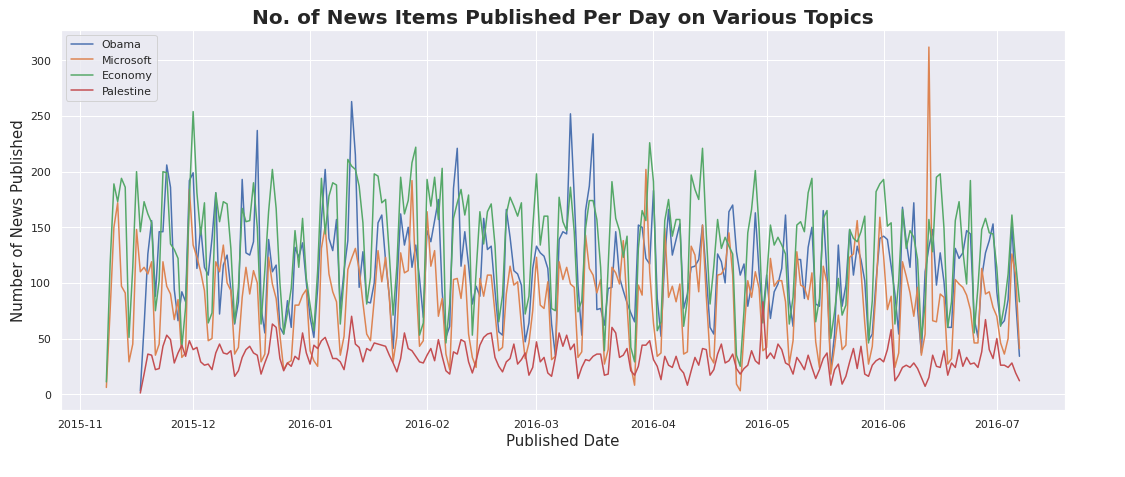 No. of News Items Published Per Day on Various Topics
Obama
Microsoft
Economy
Palestine
300
250
200
150
100
50
0
Number of News Published
2015-11 2015-12 2016-01 2016-02 2016-03 2016-04 2016-05 2016-06 2016-07
Published Date